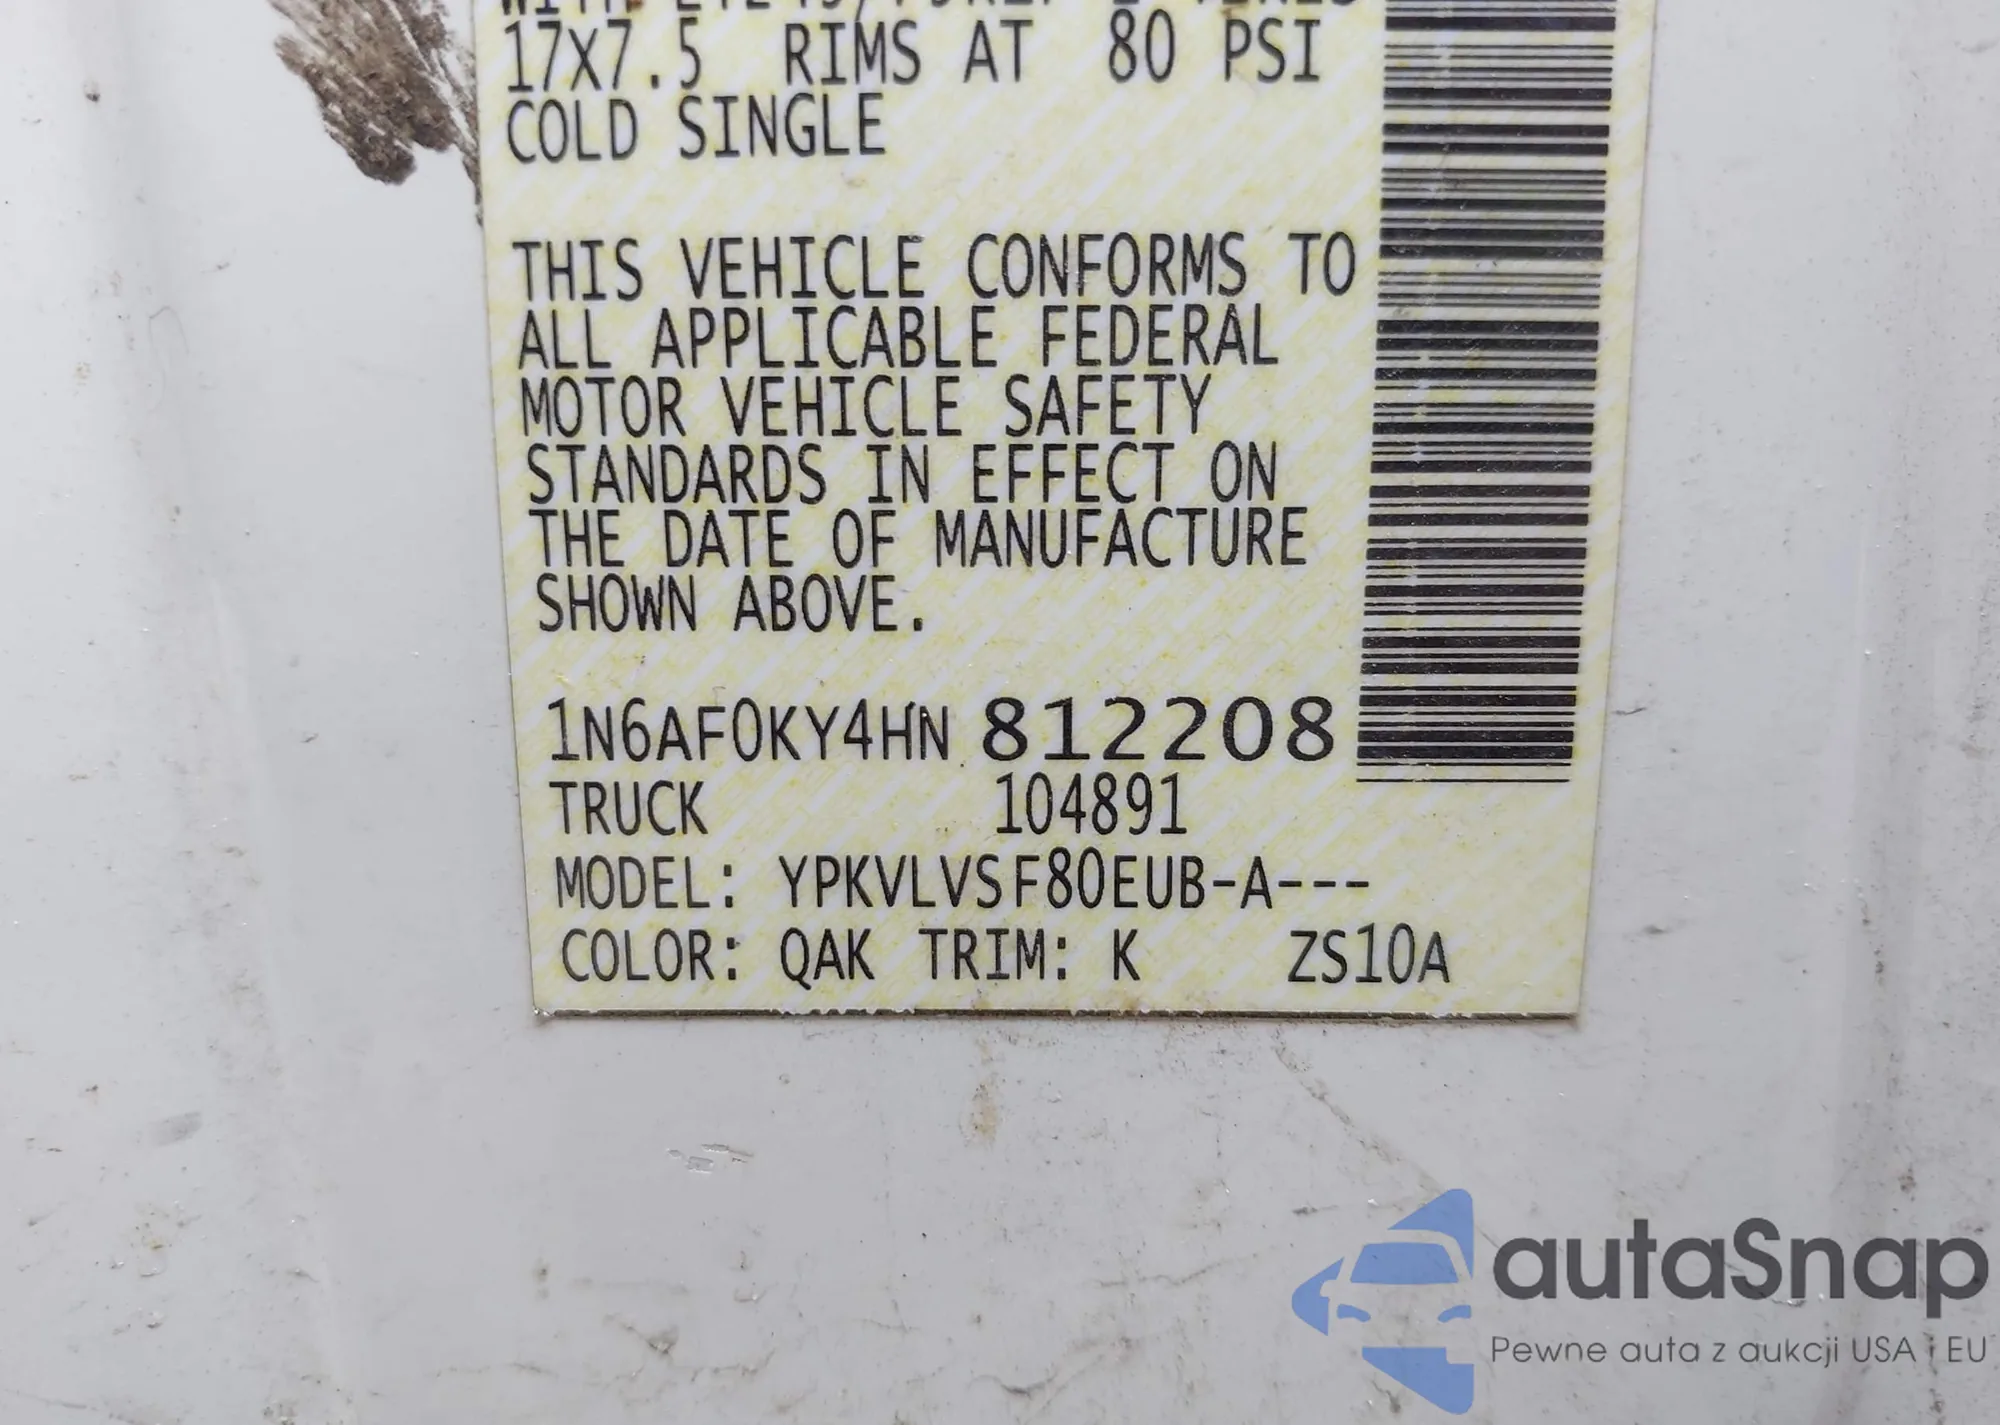 17X7.5 RIMS AT 80 PSI
COLD SINGLE
THIS VEHICLE CONFORMS TO
ALL APPLICABLE FEDERAL
MOTOR VEHICLE SAFETY
STANDARDS IN EFFECT ON
THE DATE OF MANUFACTURE
SHOWN ABOVE.
1N6AF0KY4HN 812208
TRUCK 104891
MODEL: YPKVLVSF80EUB-A---
COLOR: QAK TRIM: K ZS10A
autaSnap
Pewne auta z aukcji USA i EU